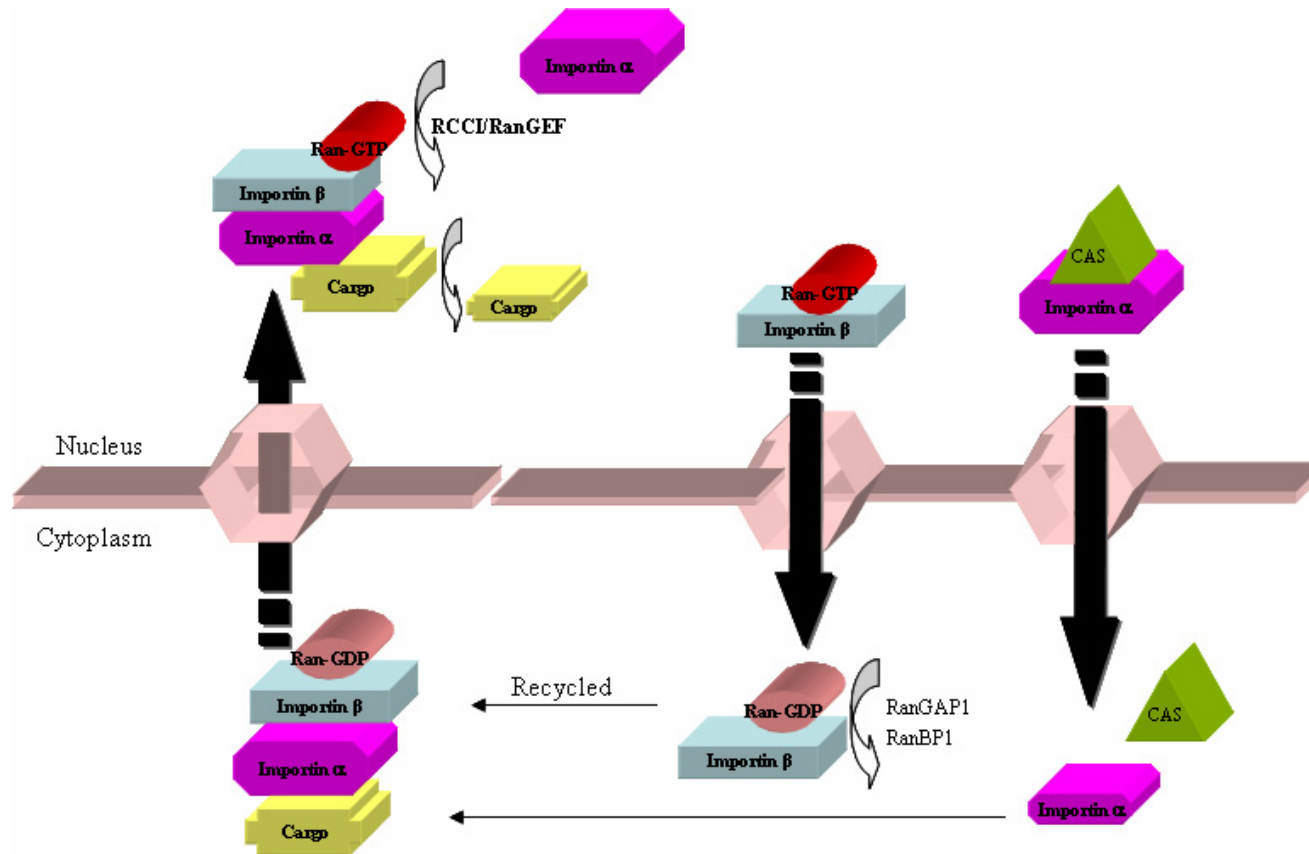 Importin α
RCCI/RanGEF
Ran-GTP
Importin β
Importin α
Cargo
Cargo
Ran-GTP
Importin β
CAS
Importin α
Nucleus
Cytoplasm
Ran-GDP
Importin β
Importin α
Cargo
Recycled
Ran-GDP
Importin β
RanGAP1
RanBP1
CAS
Importin α